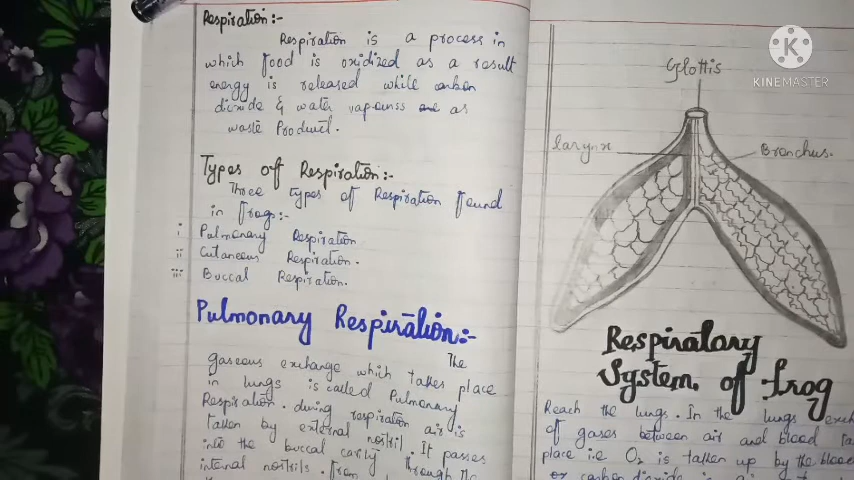 Respiration:-
Respiration is a process in
which food is oxidized as a result
energy is released while carbon
dioxide & water vapours are as
waste Product.
Types of Respiration:-
Three types of Respiration found
in frog:-
i Pulmonary Respiration
ii Cutaneous Respiration.
iii Buccal Respiration.
Pulmonary Respiration:-
The
gaseous exchange which takes place
in lungs is called Pulmonary
Respiration. during respiration air is
taken by external nostril. It passes
into the buccal cavity through the
internal nostrils. From
KINEMASTER
Glottis
larynx
Bronchus.
Respiratory
System of frog
Reach the lungs. In the lungs
of gases between air and blood
place i.e O2 is taken up by the blood
or carbon dioxide is